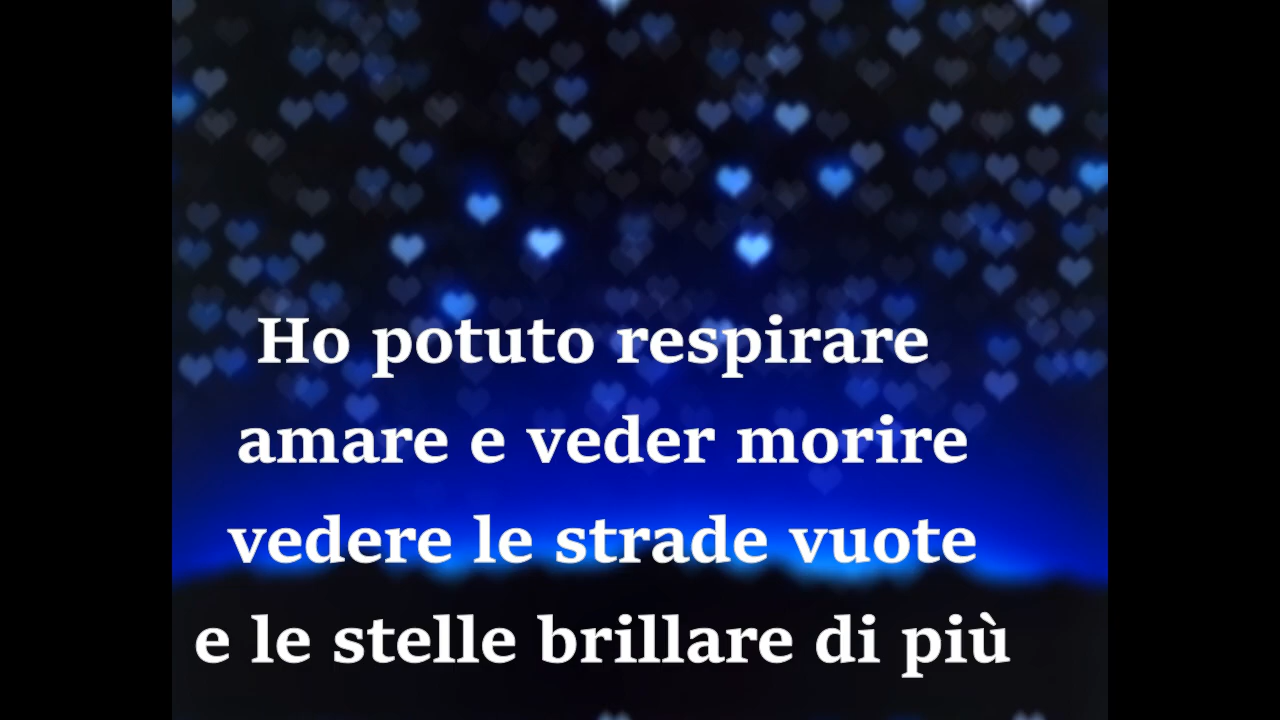 Ho potuto respirare
amare e veder morire
vedere le strade vuote
e le stelle brillare di più